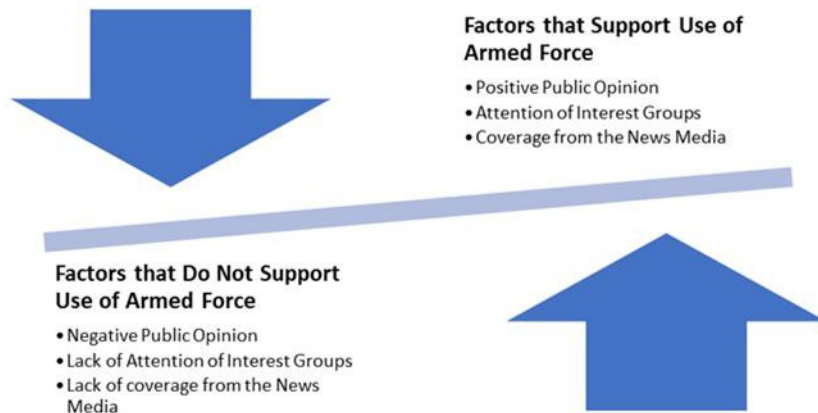 Factors that Support Use of
Armed Force
• Positive Public Opinion
• Attention of Interest Groups
• Coverage from the News Media
Factors that Do Not Support
Use of Armed Force
• Negative Public Opinion
• Lack of Attention of Interest Groups
• Lack of coverage from the News
Media